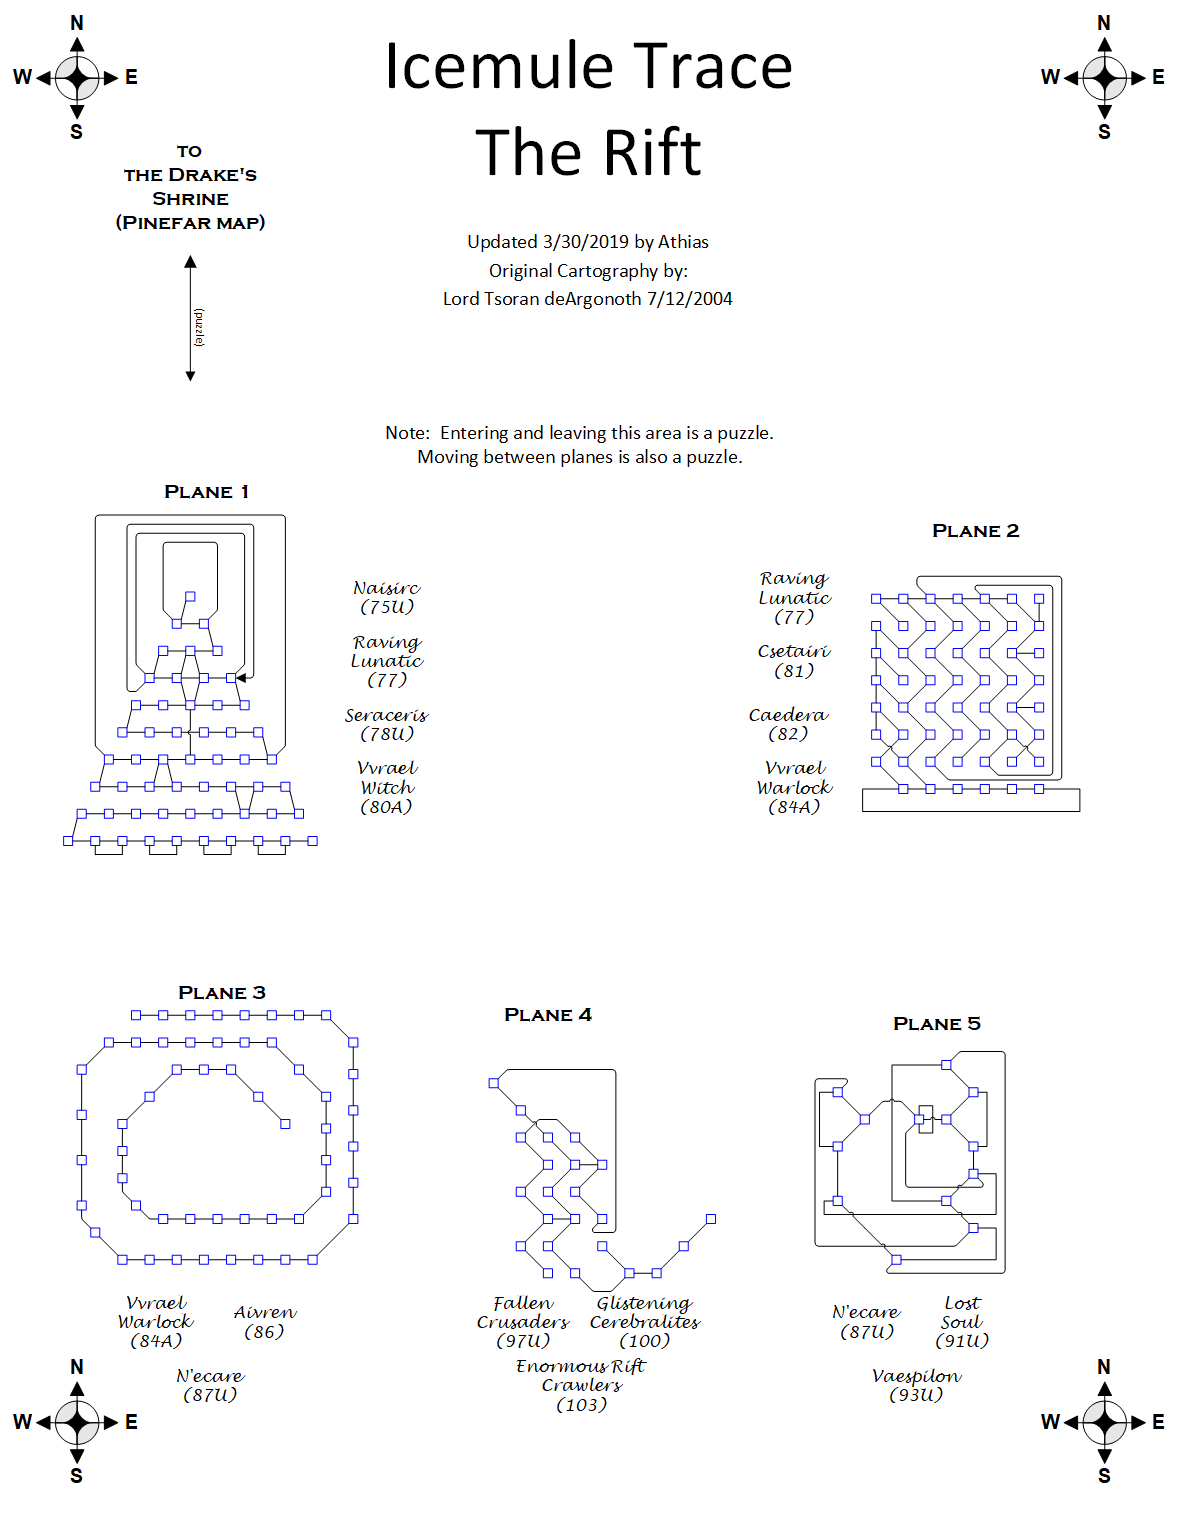 N
W
E
S
N
W
E
S
Icemule Trace
The Rift
TO
THE DRAKE'S
SHRINE
(PINEFAR MAP)
(puzzle)
Updated 3/30/2019 by Athias
Original Cartography by:
Lord Tsoran deArgonoth 7/12/2004
Note:  Entering and leaving this area is a puzzle.
Moving between planes is also a puzzle.
PLANE 1
Naisirc
(75U)
Raving
Lunatic
(77)
Seraceris
(78U)
Vvrael
Witch
(80A)
PLANE 2
Raving
Lunatic
(77)
Csetairi
(81)
Caedera
(82)
Vvrael
Warlock
(84A)
PLANE 3
Vvrael
Warlock
(84A)
Aivren
(86)
N'ecare
(87U)
PLANE 4
Fallen
Crusaders
(97U)
Glistening
Cerebralites
(100)
Enormous Rift
Crawlers
(103)
PLANE 5
N'ecare
(87U)
Lost
Soul
(91U)
Vaespilon
(93U)
N
W
E
S
N
W
E
S